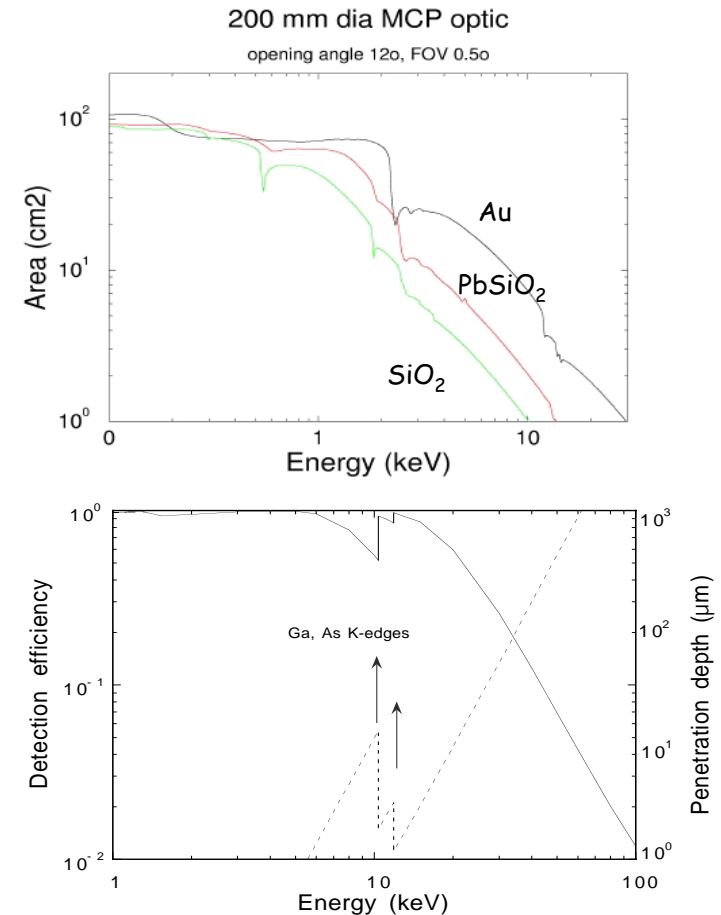 200 mm dia MCP optic
opening angle 12o, FOV 0.5o
Area (cm2)
10²
10¹
10⁰
Au
PbSiO₂
SiO₂
0 1 10
Energy (keV)
Detection efficiency
10⁰
10⁻¹
10⁻²
Ga, As K-edges
10³
10²
10¹
10⁰
Penetration depth (μm)
1 10 100
Energy (keV)